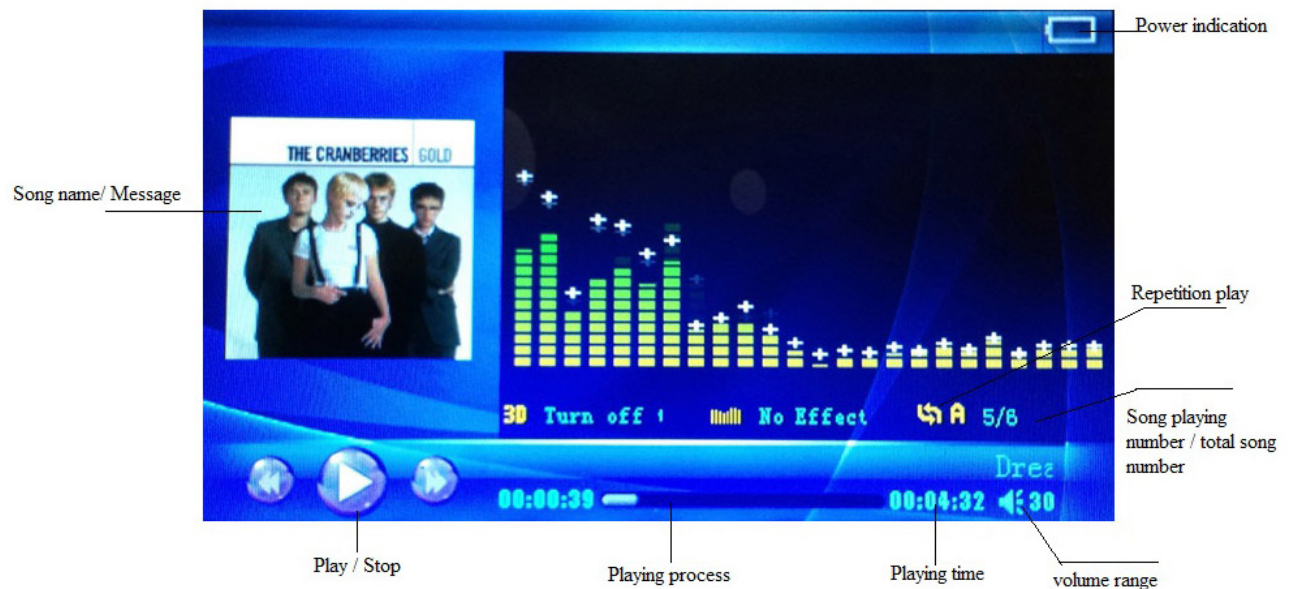 Power indication
THE CRANBERRIES GOLD
Song name/ Message
Repetition play
3D Turn off
No Effect
A 5/6
Song playing
number / total song
number
Drea
00:00:39
00:04:32
30
Play / Stop
Playing process
Playing time
volume range